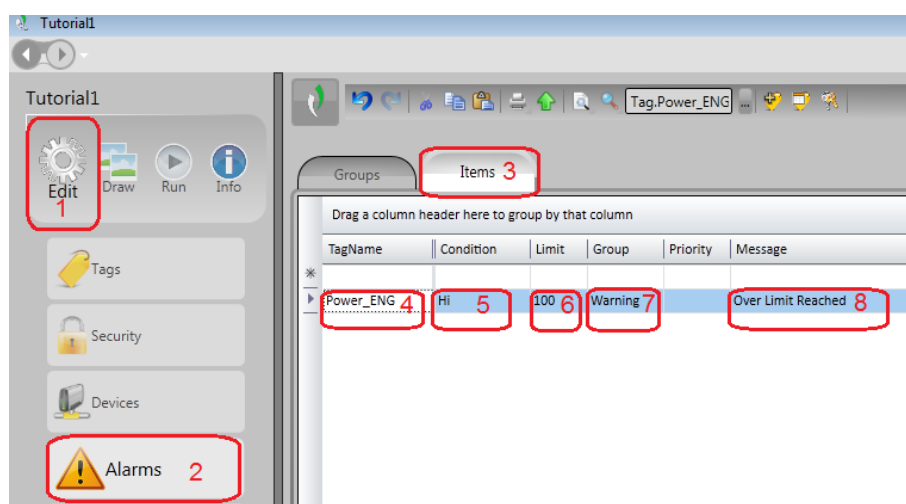 Tutorial1
Tutorial1
Edit Draw Run Info
1
Tag.Power_ENG ...
Groups Items 3
Drag a column header here to group by that column
TagName Condition Limit Group Priority Message
Power_ENG 4 Hi 5 100 6 Warning 7 Over Limit Reached 8
Tags
Security
Devices
Alarms 2